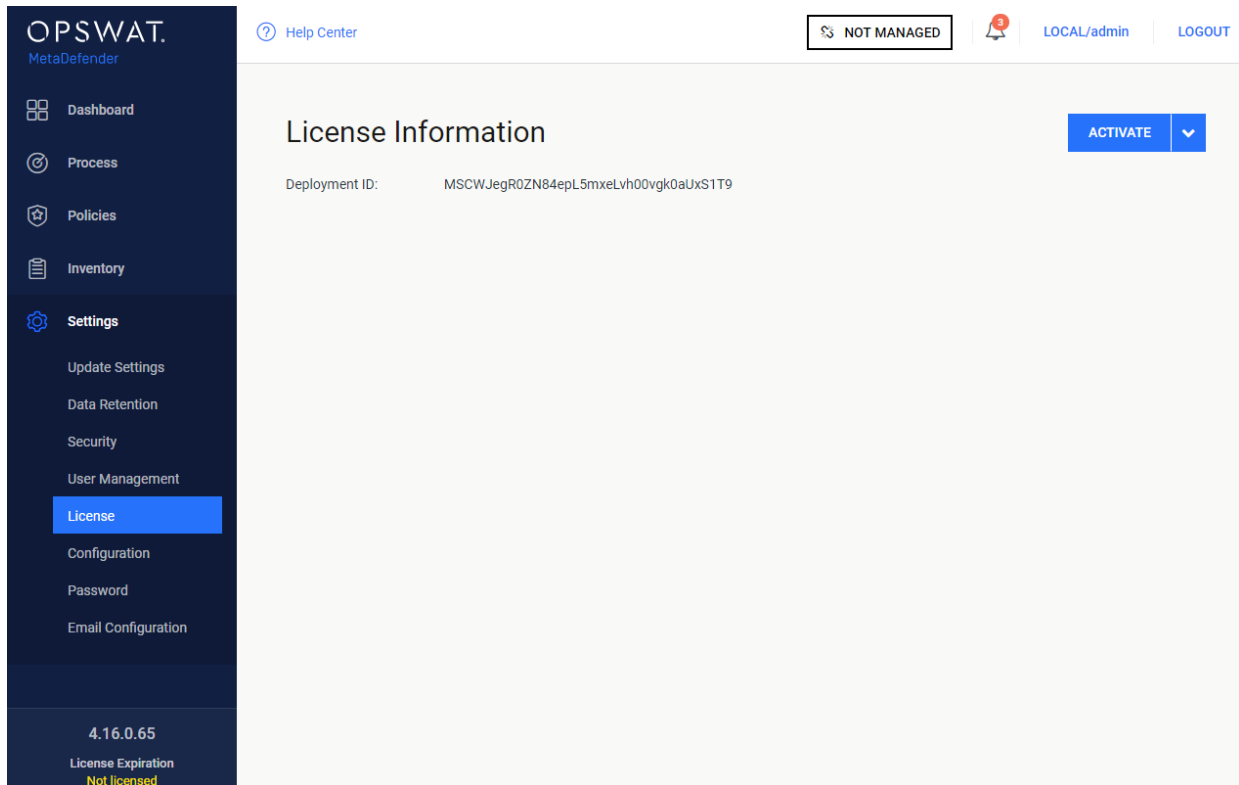 OPSWAT.
MetaDefender
Help Center
NOT MANAGED
3
LOCAL/admin
LOGOUT
Dashboard
Process
Policies
Inventory
Settings
Update Settings
Data Retention
Security
User Management
License
Configuration
Password
Email Configuration
4.16.0.65
License Expiration
Not licensed
License Information
ACTIVATE
Deployment ID: MSCWJegR0ZN84epL5mxeLvh00vgk0aUxS1T9